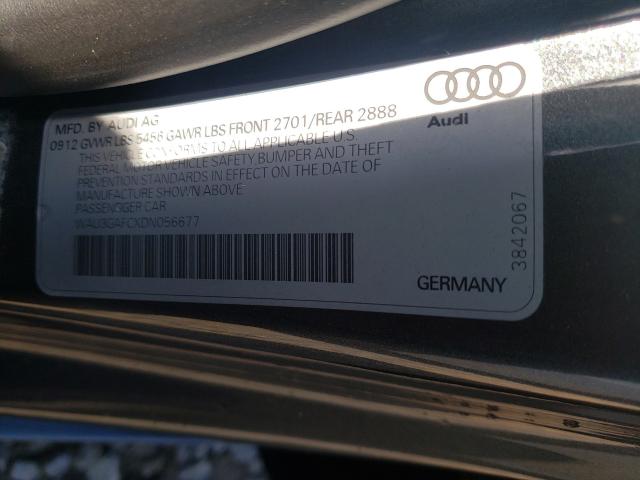 MFD. BY AUDI AG
0912 GVWR LBS 5456 GAWR LBS FRONT 2701/REAR 2888
THIS VEHICLE CONFORMS TO ALL APPLICABLE U.S.
FEDERAL MOTOR VEHICLE SAFETY, BUMPER AND THEFT
PREVENTION STANDARDS IN EFFECT ON THE DATE OF
MANUFACTURE SHOWN ABOVE
PASSENGER CAR
WAU3GAFCXDN056677
Audi
3842067
GERMANY